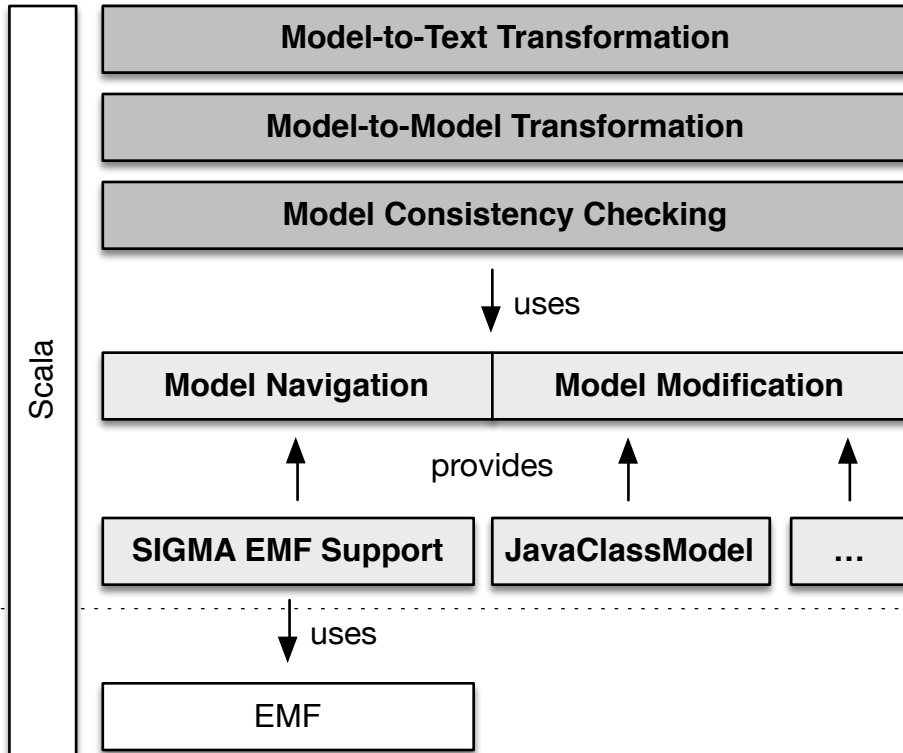 Model-to-Text Transformation
Model-to-Model Transformation
Model Consistency Checking
uses
Scala
Model Navigation
Model Modification
provides
SIGMA EMF Support
JavaClassModel
...
uses
EMF